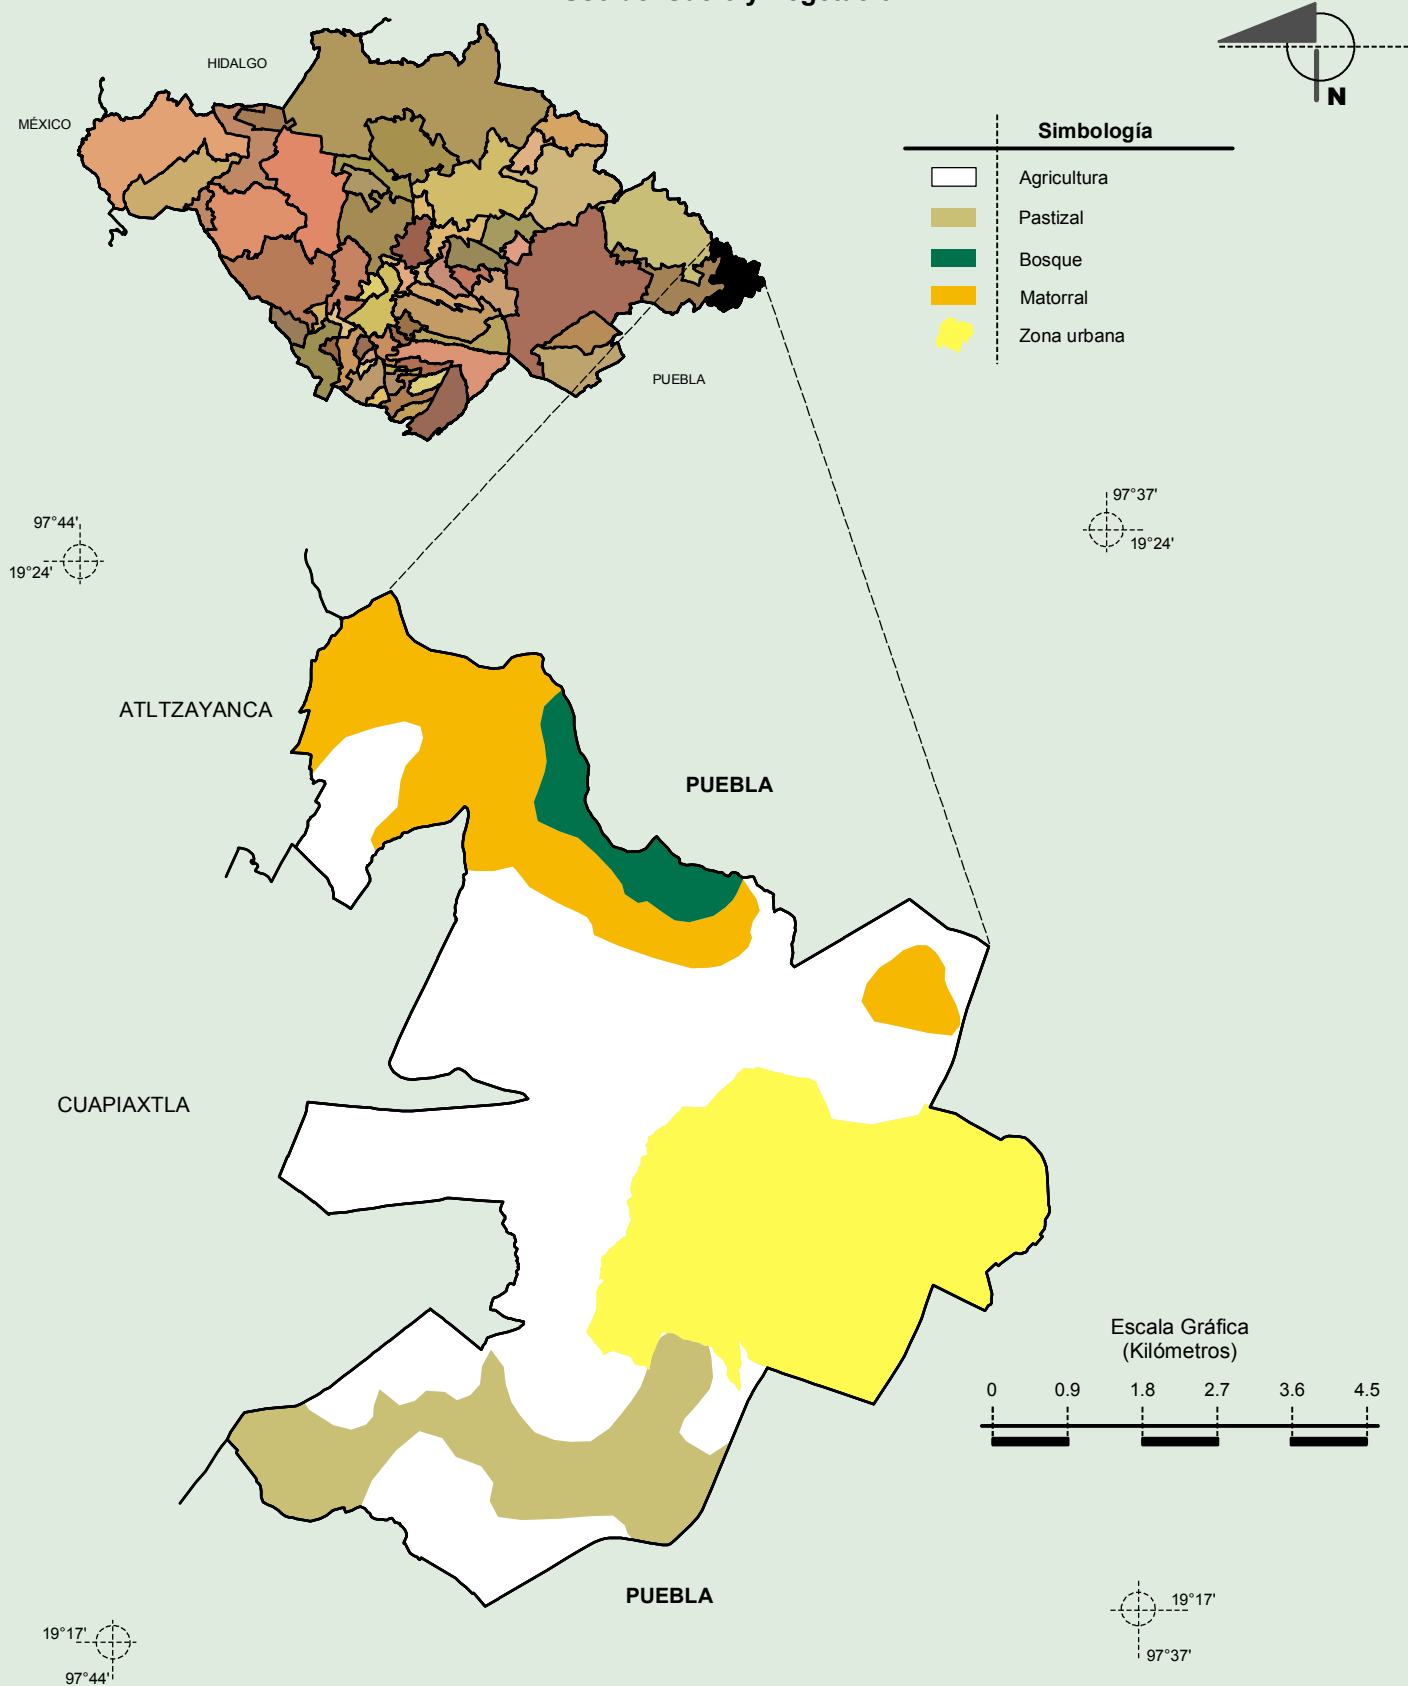 HIDALGO
MÉXICO
N
Simbología
Agricultura
Pastizal
Bosque
Matorral
Zona urbana
PUEBLA
97°44'
19°24'
97°37'
19°24'
ATLTZAYANCA
PUEBLA
CUAPIAXTLA
Escala Gráfica
(Kilómetros)
0 0.9 1.8 2.7 3.6 4.5
PUEBLA
19°17'
97°44'
19°17'
97°37'